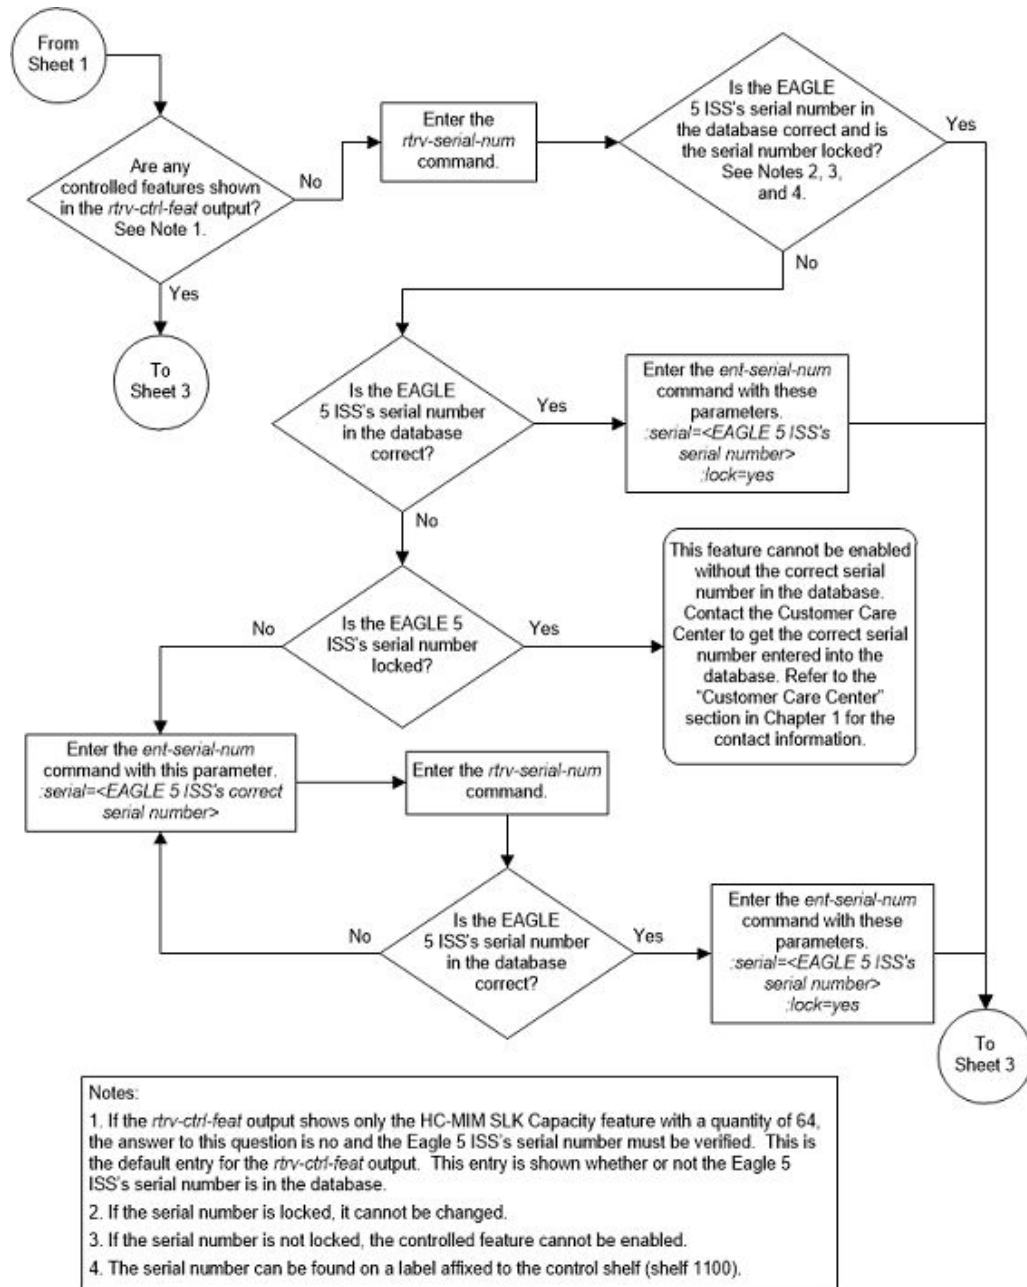 From
Sheet 1
Are any
controlled features shown
in the rtrv-ctrl-feat output?
See Note 1.
No
Yes
To
Sheet 3
Enter the
rtrv-serial-num
command.
Is the EAGLE
5 ISS's serial number in
the database correct and is
the serial number locked?
See Notes 2, 3,
and 4.
Yes
No
Is the EAGLE
5 ISS's serial number
in the database
correct?
Yes
No
Enter the ent-serial-num
command with these
parameters.
:serial=<EAGLE 5 ISS's
serial number>
:lock=yes
Is the EAGLE 5
ISS's serial number
locked?
No
Yes
This feature cannot be enabled
without the correct serial
number in the database.
Contact the Customer Care
Center to get the correct serial
number entered into the
database. Refer to the
"Customer Care Center"
section in Chapter 1 for the
contact information.
Enter the ent-serial-num
command with this parameter.
:serial=<EAGLE 5 ISS's correct
serial number>
Enter the rtrv-serial-num
command.
Is the EAGLE
5 ISS's serial number
in the database
correct?
No
Yes
Enter the ent-serial-num
command with these
parameters.
:serial=<EAGLE 5 ISS's
serial number>
:lock=yes
To
Sheet 3
Notes:
1. If the rtrv-ctrl-feat output shows only the HC-MIM SLK Capacity feature with a quantity of 64,
the answer to this question is no and the Eagle 5 ISS's serial number must be verified. This is
the default entry for the rtrv-ctrl-feat output. This entry is shown whether or not the Eagle 5
ISS's serial number is in the database.
2. If the serial number is locked, it cannot be changed.
3. If the serial number is not locked, the controlled feature cannot be enabled.
4. The serial number can be found on a label affixed to the control shelf (shelf 1100).